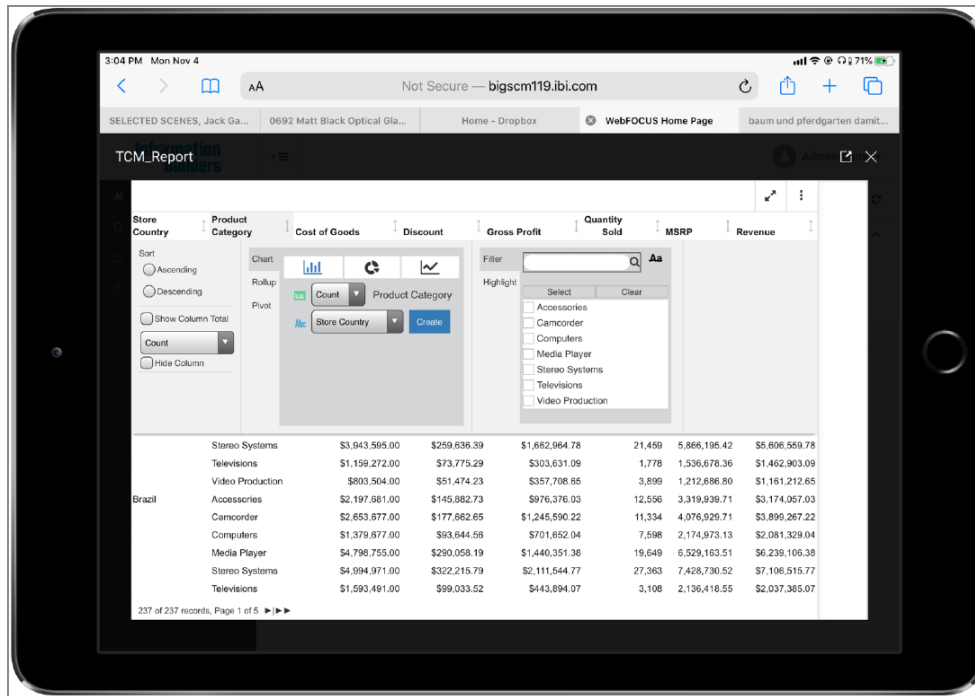 3:04 PM Mon Nov 4
71%
AA
Not Secure — bigscm119.ibi.com
SELECTED SCENES, Jack Ga...
0692 Matt Black Optical Gla...
Home - Dropbox
WebFOCUS Home Page
baum und pferdgarten damit...
TCM_Report
Information
Builders
Store Country
Product Category
Cost of Goods
Discount
Gross Profit
Quantity Sold
MSRP
Revenue
Sort
Ascending
Descending
Show Column Total
Count
Hide Column
Chart
Rollup
Pivot
Count
Product Category
Abc
Store Country
Create
Filter
Aa
Highlight
Select
Clear
Accessories
Camcorder
Computers
Media Player
Stereo Systems
Televisions
Video Production
Stereo Systems $3,943,595.00 $259,636.39 $1,662,964.78 21,459 5,866,195.42 $5,606,559.78
Televisions $1,159,272.00 $73,775.29 $303,631.09 1,778 1,536,678.36 $1,462,903.09
Video Production $803,504.00 $51,474.23 $357,708.65 3,899 1,212,686.80 $1,161,212.65
Brazil Accessories $2,197,681.00 $145,882.73 $976,376.03 12,556 3,319,939.71 $3,174,057.03
Camcorder $2,653,677.00 $177,662.65 $1,245,590.22 11,334 4,076,929.71 $3,899,267.22
Computers $1,379,677.00 $93,644.56 $701,652.04 7,598 2,174,973.13 $2,081,329.04
Media Player $4,798,755.00 $290,058.19 $1,440,351.38 19,649 6,529,163.51 $6,239,106.38
Stereo Systems $4,994,971.00 $322,215.79 $2,111,544.77 27,363 7,428,730.52 $7,106,515.77
Televisions $1,593,491.00 $99,033.52 $443,894.07 3,108 2,136,418.55 $2,037,385.07
237 of 237 records, Page 1 of 5